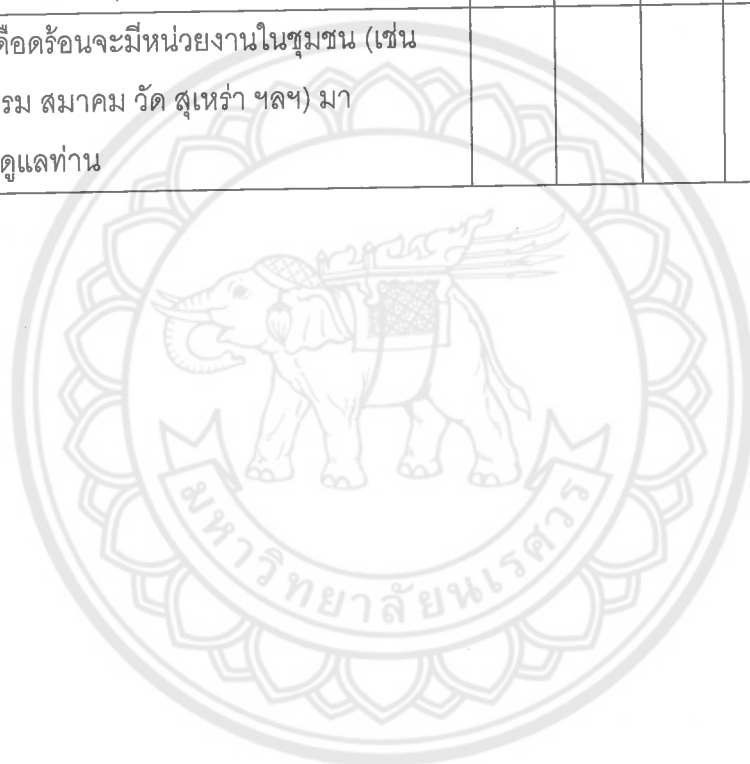 ดือดร้อนจะมีหน่วยงานในชุมชน (เช่น
รม สมาคม วัด สุเหร่า ฯลฯ) มา
ดูแลท่าน
มหาวิทยาลัยนเรศวร